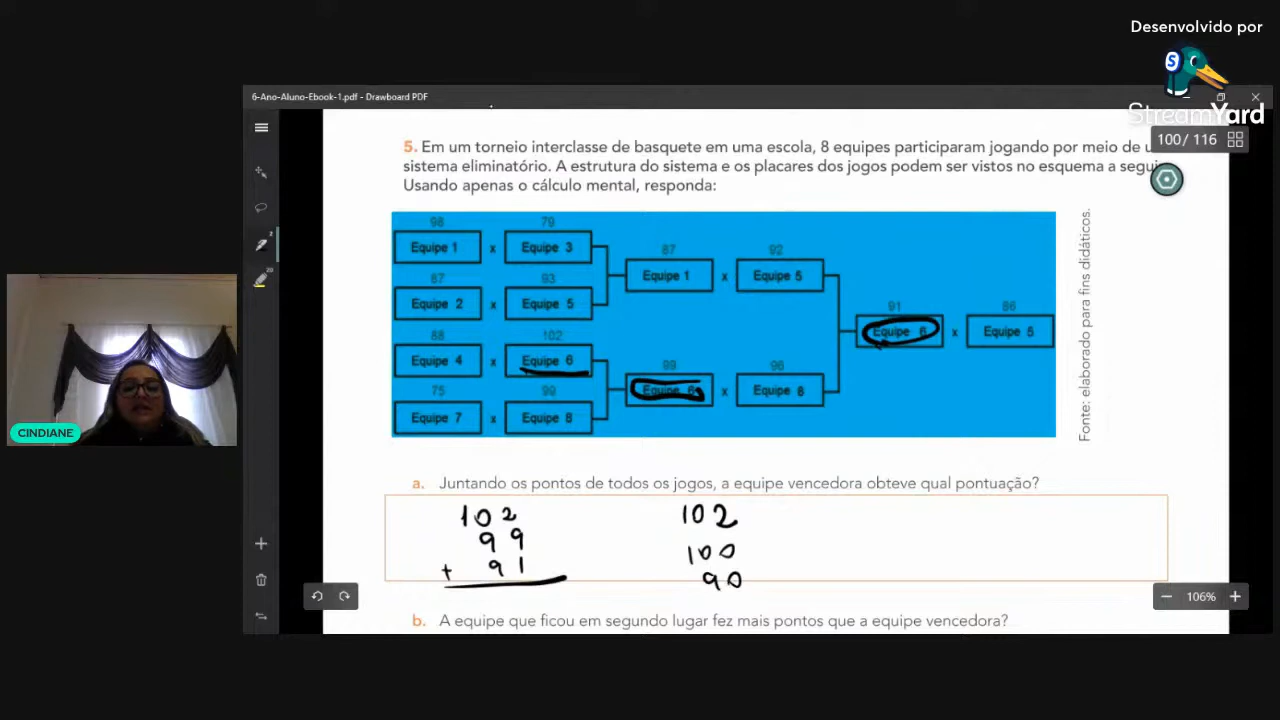 Desenvolvido por
StreamYard
6-Ano-Aluno-Ebook-1.pdf - Drawboard PDF
100 / 116
5. Em um torneio interclasse de basquete em uma escola, 8 equipes participaram jogando por meio de u
sistema eliminatório. A estrutura do sistema e os placares dos jogos podem ser vistos no esquema a segui
Usando apenas o cálculo mental, responda:
98 79
Equipe 1 x Equipe 3
87 92
Equipe 1 x Equipe 5
87 93
Equipe 2 x Equipe 5
91 86
Equipe 6 x Equipe 5
88 102
Equipe 4 x Equipe 6
99 96
Equipe 6 x Equipe 8
75 99
Equipe 7 x Equipe 8
Fonte: elaborado para fins didáticos.
CINDIANE
a. Juntando os pontos de todos os jogos, a equipe vencedora obteve qual pontuação?
102 102
99 100
+ 91 90
106%
b. A equipe que ficou em segundo lugar fez mais pontos que a equipe vencedora?